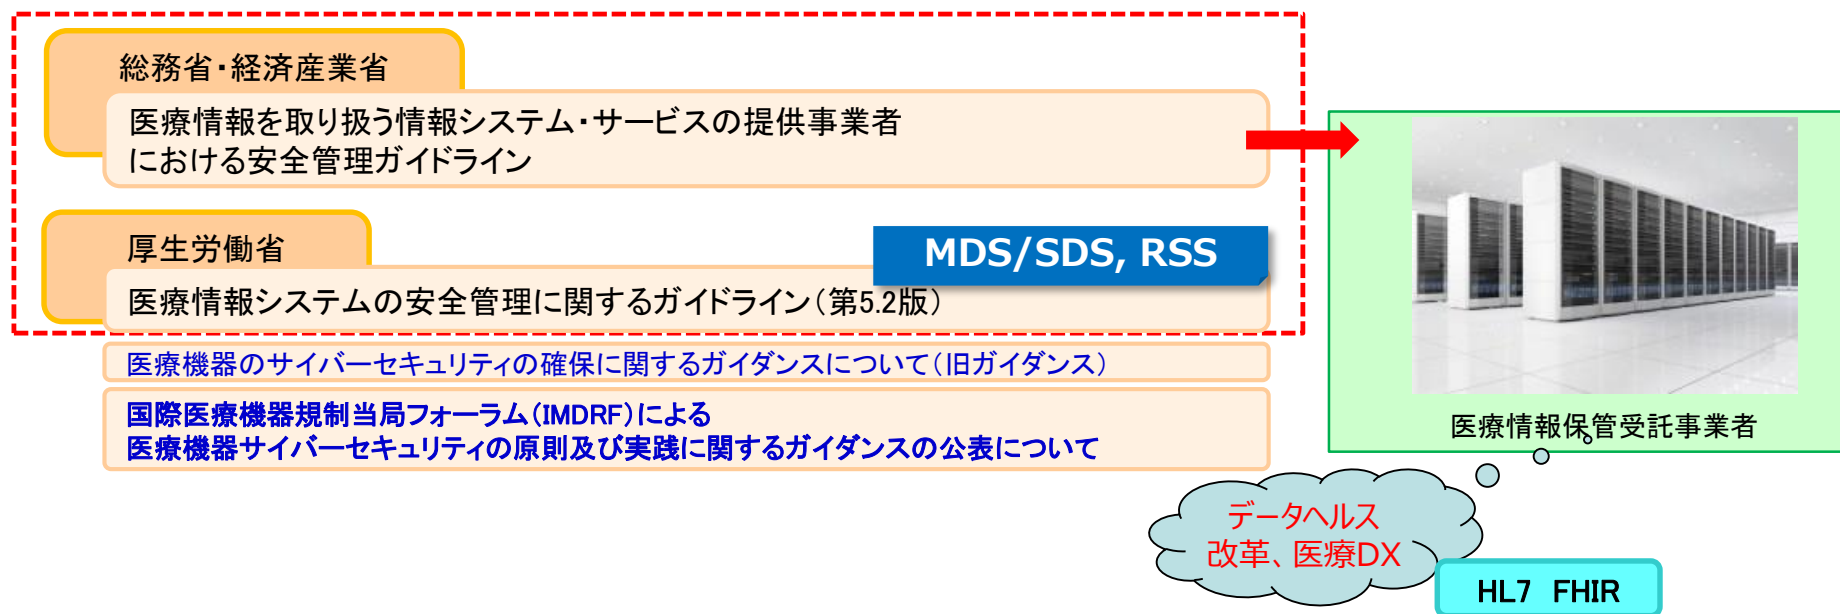 総務省・経済産業省
医療情報を取り扱う情報システム・サービスの提供事業者
における安全管理ガイドライン
厚生労働省
MDS/SDS, RSS
医療情報システムの安全管理に関するガイドライン（第5.2版）
医療機器のサイバーセキュリティの確保に関するガイダンスについて（旧ガイダンス）
国際医療機器規制当局フォーラム（IMDRF）による
医療機器サイバーセキュリティの原則及び実践に関するガイダンスの公表について
医療情報保管受託事業者
データヘルス
改革、医療DX
HL7 FHIR